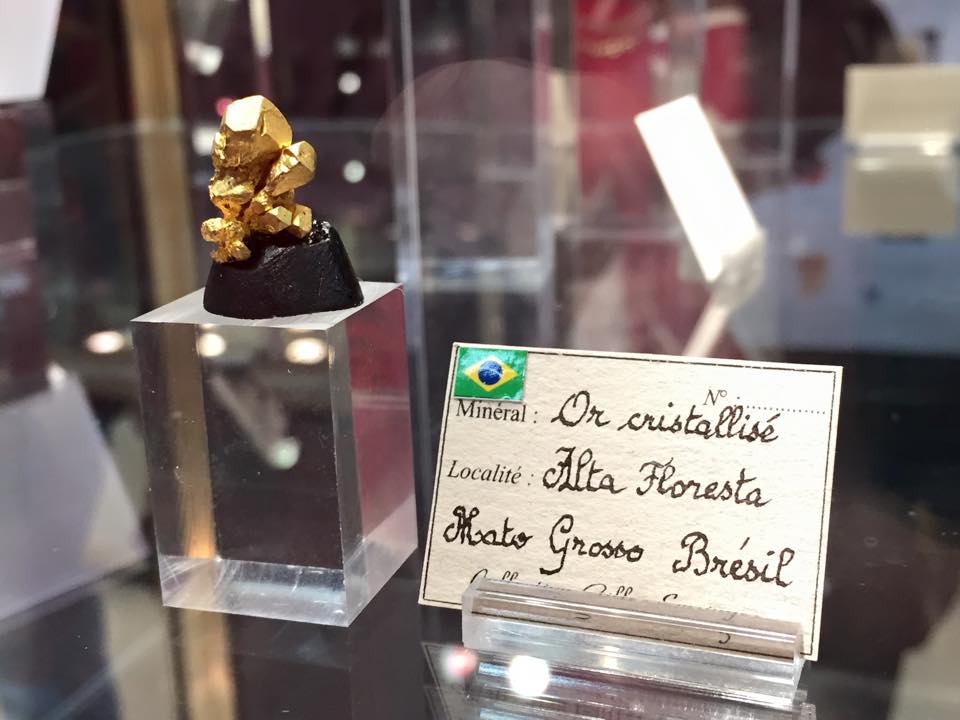 N° ................
Minéral : Or cristallisé
Localité : Alta Floresta
Mato Grosso Brésil